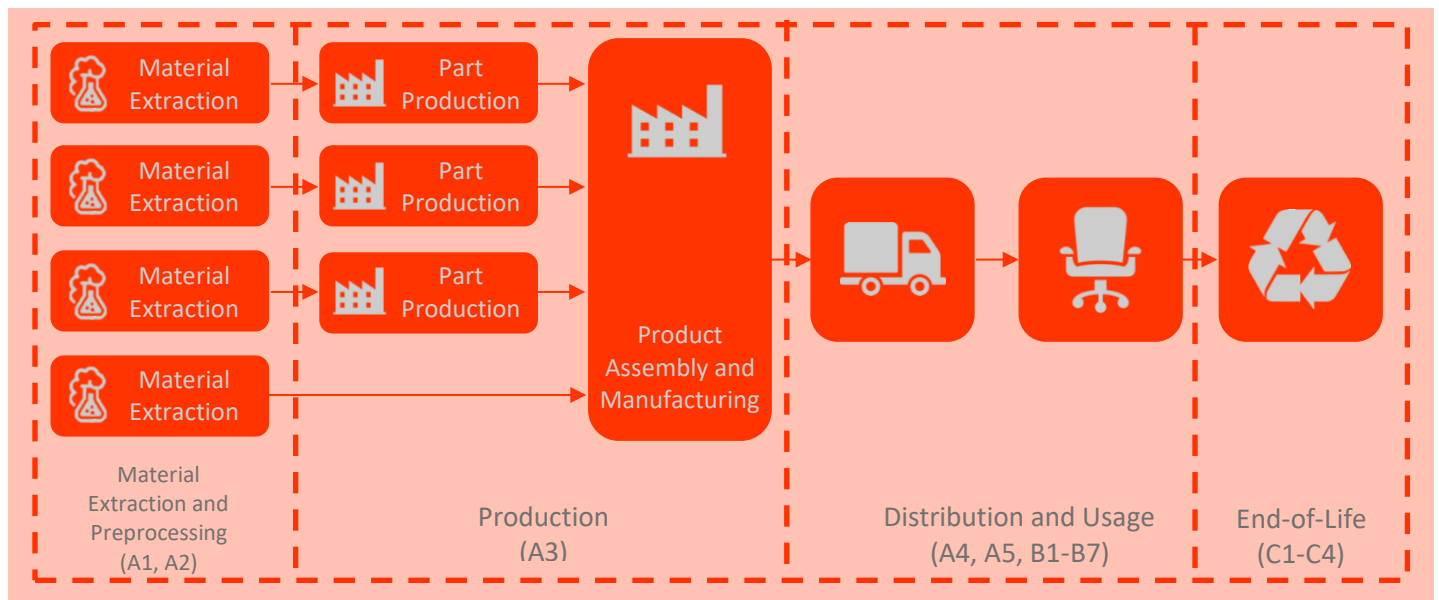 Material
Extraction
Part
Production
Material
Extraction
Part
Production
Material
Extraction
Part
Production
Material
Extraction
Product
Assembly and
Manufacturing
Material
Extraction and
Preprocessing
(A1, A2)
Production
(A3)
Distribution and Usage
(A4, A5, B1-B7)
End-of-Life
(C1-C4)